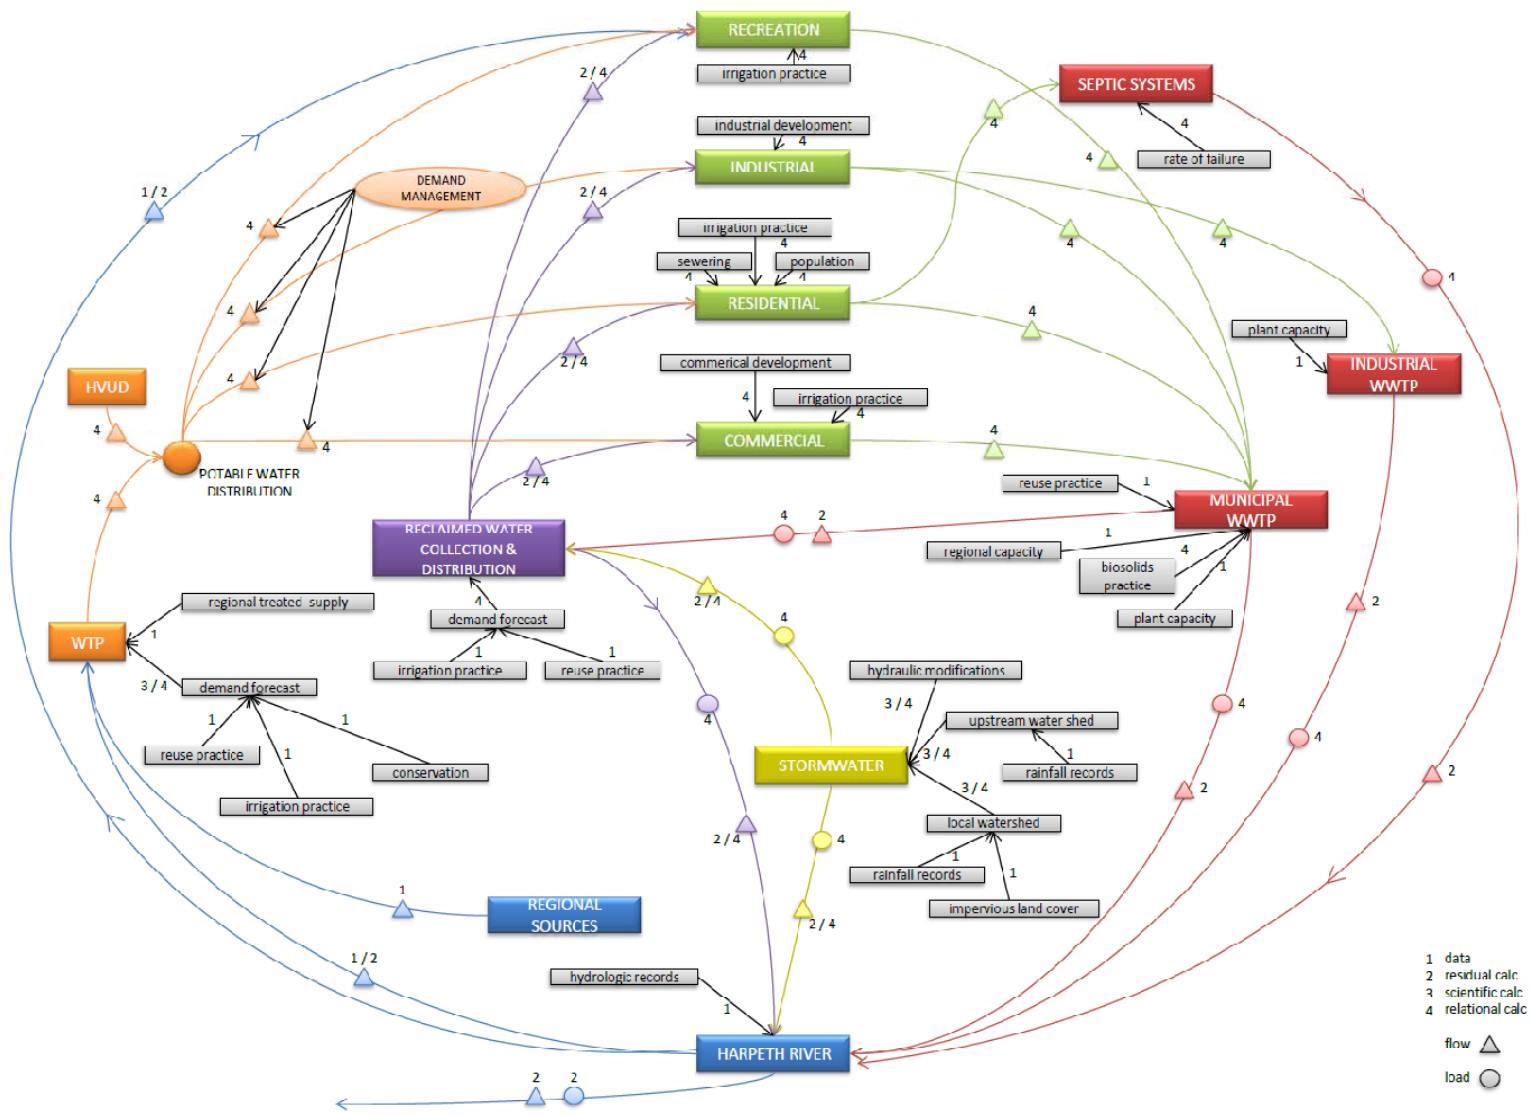 RECREATION
4
irrigation practice
2 / 4
SEPTIC SYSTEMS
4
4
rate of failure
industrial development
4
INDUSTRIAL
4
DEMAND
MANAGEMENT
1 / 2
2 / 4
4
4
4
irrigation practice
4
sewering
population
4
4
RESIDENTIAL
4
4
4
plant capacity
1
INDUSTRIAL
WWTP
2 / 4
commerical development
4
irrigation practice
4
HVUD
4
4
4
COMMERCIAL
4
POTABLE WATER
DISTRIBUTION
2 / 4
4
reuse practice
1
MUNICIPAL
WWTP
4
2
RECLAIMED WATER
COLLECTION &
DISTRIBUTION
regional capacity
1
4
biosolids
practice
1
plant capacity
2 / 4
4
2
regional treated supply
1
WTP
4
demand forecast
1
1
irrigation practice
reuse practice
3 / 4
demand forecast
1
1
1
reuse practice
conservation
irrigation practice
hydraulic modifications
3 / 4
upstream water shed
3 / 4
1
rainfall records
4
STORMWATER
3 / 4
local watershed
1
rainfall records
1
impervious land cover
4
4
2
2
2 / 4
4
2 / 4
1
REGIONAL
SOURCES
1 / 2
hydrologic records
1
HARPETH RIVER
2
2
1 data
2 residual calc
3 scientific calc
4 relational calc
flow
load